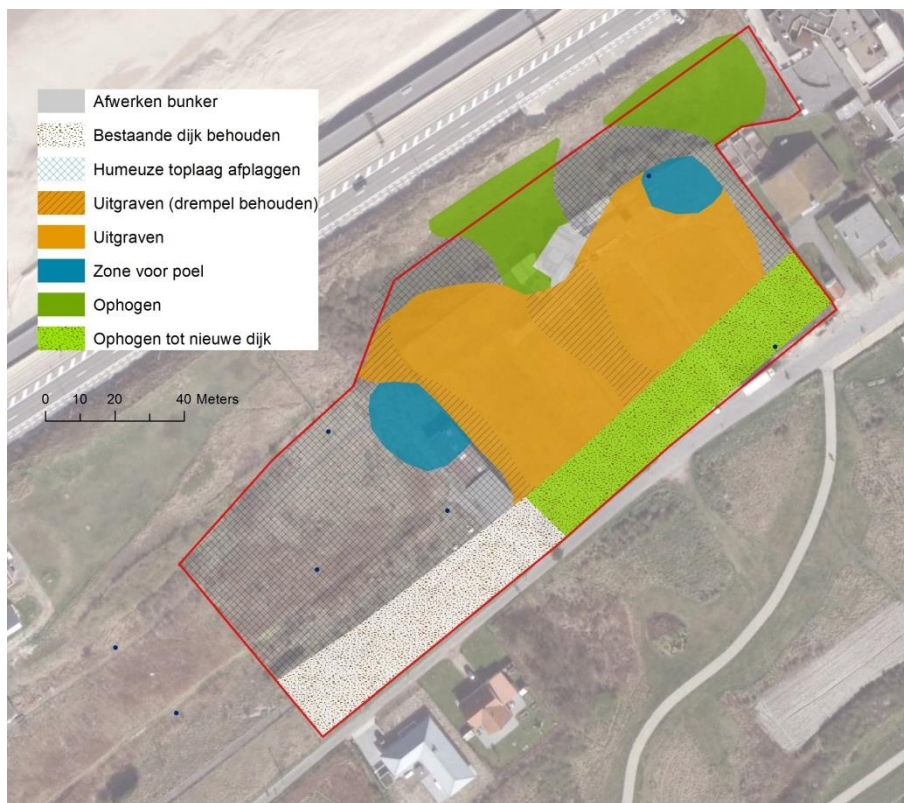 Afwerken bunker
Bestaande dijk behouden
Humeuze toplaag afplaggen
Uitgraven (drempel behouden)
Uitgraven
Zone voor poel
Ophogen
Ophogen tot nieuwe dijk
0 10 20 40 Meters